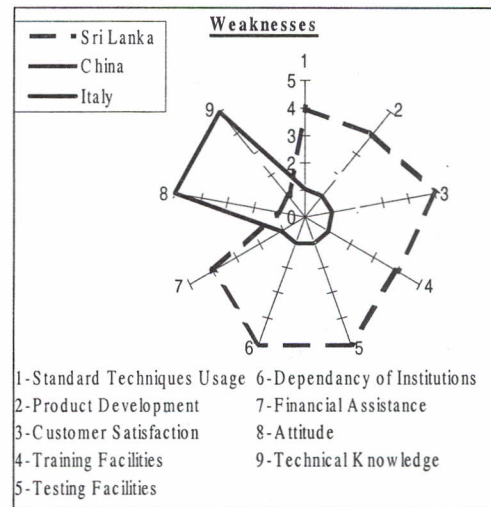 Weaknesses
Sri Lanka
China
Italy
1
5
4
3
2
1
0
2
3
4
5
6
7
8
9
1-Standard Techniques Usage 6-Dependancy of Institutions
2-Product Development 7-Financial Assistance
3-Customer Satisfaction 8-Attitude
4-Training Facilities 9-Technical Knowledge
5-Testing Facilities